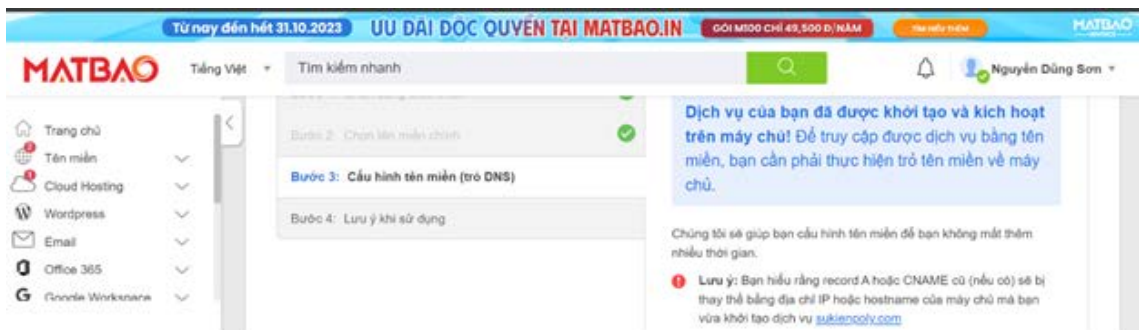 Từ nay đến hết 31.10.2023 ƯU ĐÃI ĐỘC QUYỀN TẠI MATBAO.IN GÓI M500 CHỈ 49,500 Đ/NĂM TÌM HIỂU THÊM MATBAO
MATBAO Tiếng Việt Tìm kiếm nhanh Nguyễn Dũng Sơn
Trang chủ
Tên miền
Cloud Hosting
Wordpress
Email
Office 365
Google Workspace
Bước 2: Chọn tên miền chính
Bước 3: Cấu hình tên miền (trỏ DNS)
Bước 4: Lưu ý khi sử dụng
Dịch vụ của bạn đã được khởi tạo và kích hoạt
trên máy chủ! Để truy cập được dịch vụ bằng tên
miền, bạn cần phải thực hiện trỏ tên miền về máy
chủ.
Chúng tôi sẽ giúp bạn cấu hình tên miền để bạn không mất thêm
nhiều thời gian.
Lưu ý: Bạn hiểu rằng record A hoặc CNAME cũ (nếu có) sẽ bị
thay thế bằng địa chỉ IP hoặc hostname của máy chủ mà bạn
vừa khởi tạo dịch vụ sukienpoly.com